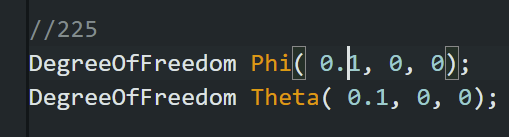 //225
DegreeOfFreedom Phi( 0.1, 0, 0);
DegreeOfFreedom Theta( 0.1, 0, 0);